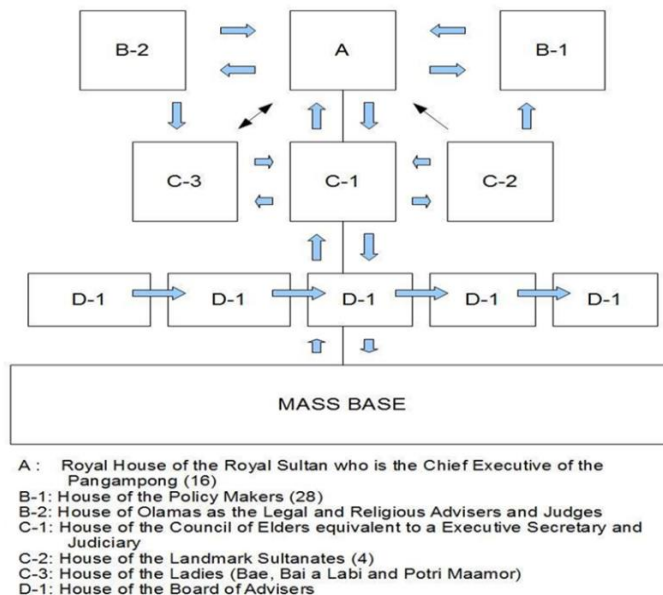 B-2 A B-1
C-3 C-1 C-2
D-1 D-1 D-1 D-1 D-1
MASS BASE
A : Royal House of the Royal Sultan who is the Chief Executive of the
Pangampong (16)
B-1: House of the Policy Makers (28)
B-2: House of Olamas as the Legal and Religious Advisers and Judges
C-1: House of the Council of Elders equivalent to a Executive Secretary and
Judiciary
C-2: House of the Landmark Sultanates (4)
C-3: House of the Ladies (Bae, Bai a Labi and Potri Maamor)
D-1: House of the Board of Advisers